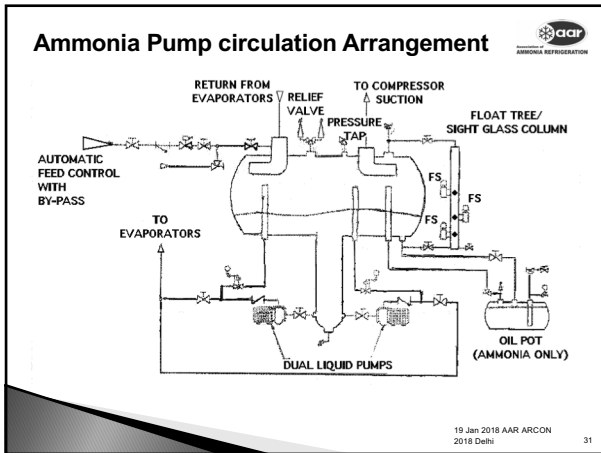 Ammonia Pump circulation Arrangement
aar
Association of
AMMONIA REFRIGERATION
RETURN FROM
EVAPORATORS
RELIEF
VALVE
TO COMPRESSOR
SUCTION
PRESSURE
TAP
FLOAT TREE/
SIGHT GLASS COLUMN
AUTOMATIC
FEED CONTROL
WITH
BY-PASS
FS
FS
FS
TO
EVAPORATORS
DUAL LIQUID PUMPS
OIL POT
(AMMONIA ONLY)
19 Jan 2018 AAR ARCON
2018 Delhi
31